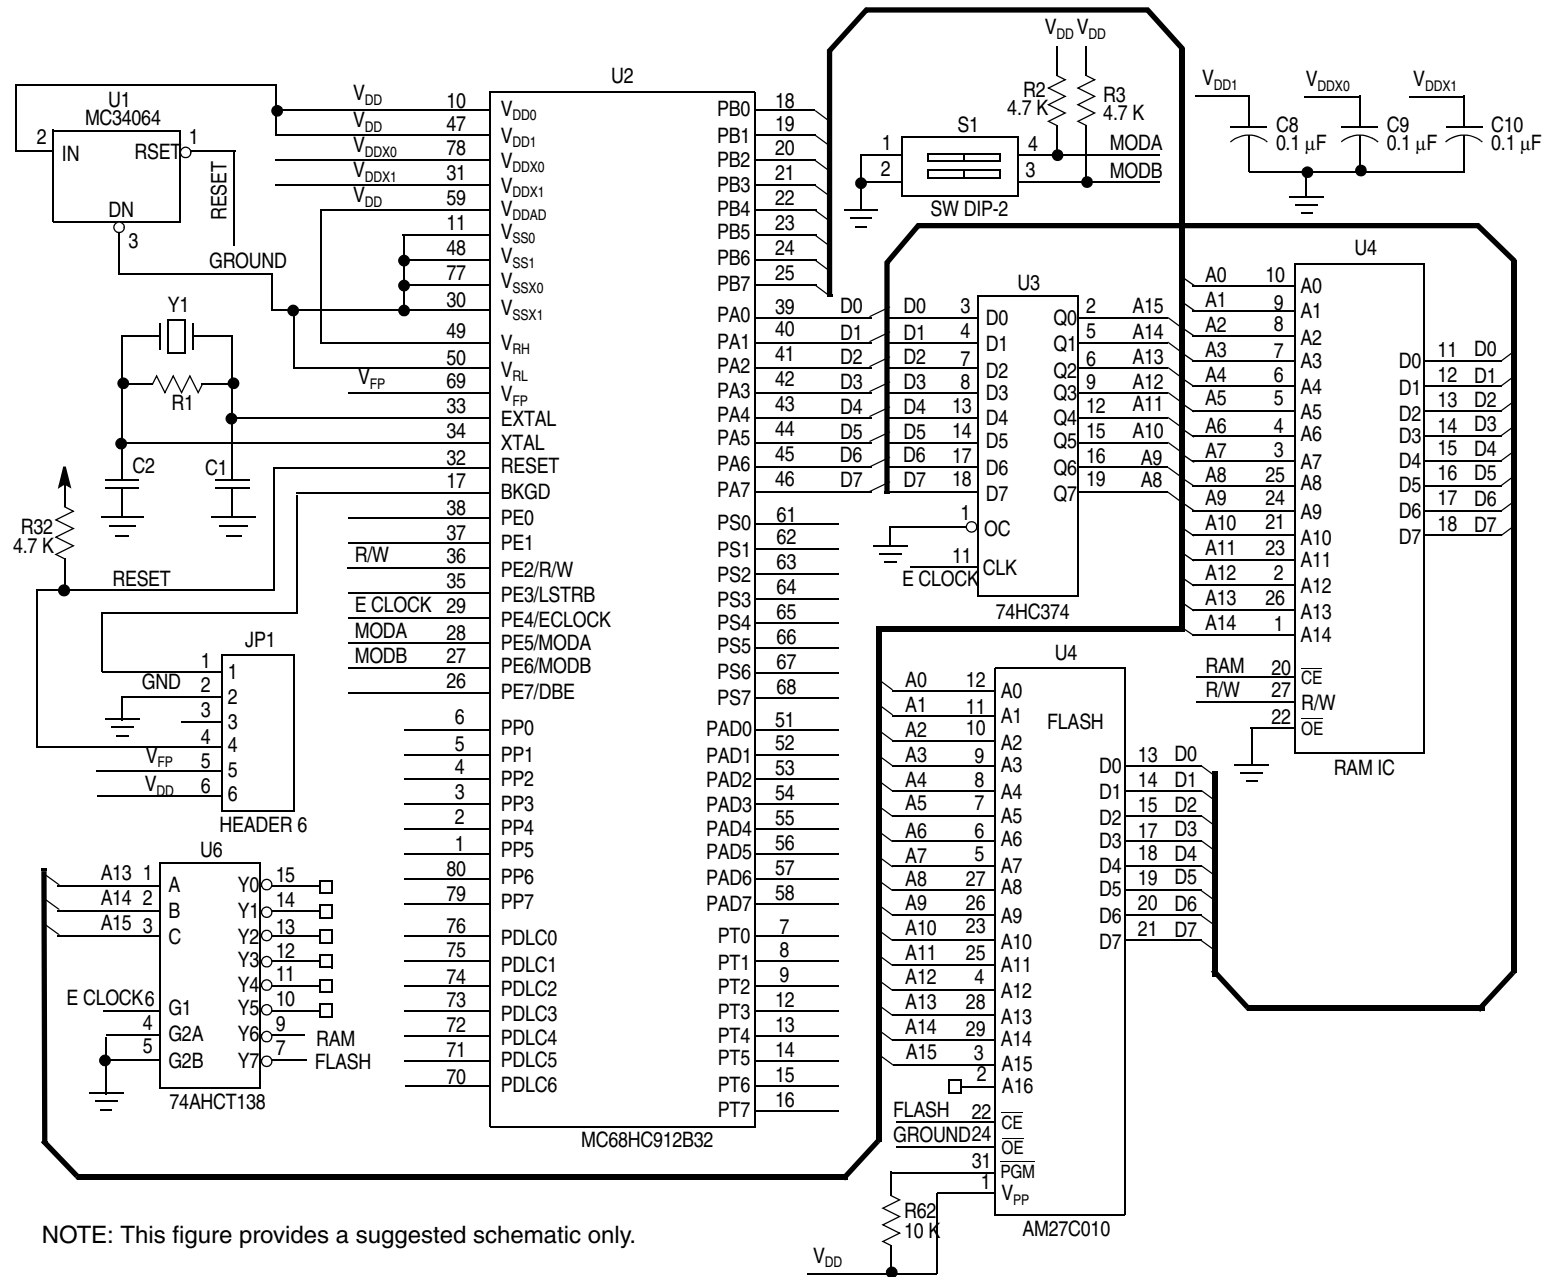 U1
MC34064
2 IN RSET 1
DN
3
RESET
GROUND
Y1
R1
C2 C1
R32
4.7 K
RESET
JP1
1 1
GND 2 2
3 3
4 4
VFP 5 5
VDD 6 6
HEADER 6
U6
A13 1 A
A14 2 B
A15 3 C
E CLOCK 6 G1
4 G2A
5 G2B
Y0 15
Y1 14
Y2 13
Y3 12
Y4 11
Y5 10
Y6 9 RAM
Y7 7 FLASH
74AHCT138
U2
VDD 10 VDD0
VDD 47 VDD1
VDDX0 78 VDDX0
VDDX1 31 VDDX1
VDD 59 VDDAD
11 VSS0
48 VSS1
77 VSSX0
30 VSSX1
49 VRH
50 VRL
VFP 69 VFP
33 EXTAL
34 XTAL
32 RESET
17 BKGD
38 PE0
37 PE1
R/W 36 PE2/R/W
35 PE3/LSTRB
E CLOCK 29 PE4/ECLOCK
MODA 28 PE5/MODA
MODB 27 PE6/MODB
26 PE7/DBE
6 PP0
5 PP1
4 PP2
3 PP3
2 PP4
1 PP5
80 PP6
79 PP7
76 PDLC0
75 PDLC1
74 PDLC2
73 PDLC3
72 PDLC4
71 PDLC5
70 PDLC6
PB0 18
PB1 19
PB2 20
PB3 21
PB4 22
PB5 23
PB6 24
PB7 25
PA0 39 D0
PA1 40 D1
PA2 41 D2
PA3 42 D3
PA4 43 D4
PA5 44 D5
PA6 45 D6
PA7 46 D7
PS0 61
PS1 62
PS2 63
PS3 64
PS4 65
PS5 66
PS6 67
PS7 68
PAD0 51
PAD1 52
PAD2 53
PAD3 54
PAD4 55
PAD5 56
PAD6 57
PAD7 58
PT0 7
PT1 8
PT2 9
PT3 12
PT4 13
PT5 14
PT6 15
PT7 16
MC68HC912B32
VDD VDD
R2
4.7 K
R3
4.7 K
S1
1 4 MODA
2 3 MODB
SW DIP-2
VDD1 VDDX0 VDDX1
C8
0.1 µF
C9
0.1 µF
C10
0.1 µF
U3
D0 3 D0 Q0 2 A15
D1 4 D1 Q1 5 A14
D2 7 D2 Q2 6 A13
D3 8 D3 Q3 9 A12
D4 13 D4 Q4 12 A11
D5 14 D5 Q5 15 A10
D6 17 D6 Q6 16 A9
D7 18 D7 Q7 19 A8
1 OC
E CLOCK 11 CLK
74HC374
U4
A0 10 A0
A1 9 A1
A2 8 A2
A3 7 A3
A4 6 A4
A5 5 A5
A6 4 A6
A7 3 A7
A8 25 A8
A9 24 A9
A10 21 A10
A11 23 A11
A12 2 A12
A13 26 A13
A14 1 A14
RAM 20 CE
R/W 27 R/W
22 OE
D0 11 D0
D1 12 D1
D2 13 D2
D3 14 D3
D4 15 D4
D5 16 D5
D6 17 D6
D7 18 D7
RAM IC
U4
FLASH
A0 12 A0
A1 11 A1
A2 10 A2
A3 9 A3
A4 8 A4
A5 7 A5
A6 6 A6
A7 5 A7
A8 27 A8
A9 26 A9
A10 23 A10
A11 25 A11
A12 4 A12
A13 28 A13
A14 29 A14
A15 3 A15
2 A16
FLASH 22 CE
GROUND 24 OE
31 PGM
1 VPP
D0 13 D0
D1 14 D1
D2 15 D2
D3 17 D3
D4 18 D4
D5 19 D5
D6 20 D6
D7 21 D7
R62
10 K
VDD
AM27C010
NOTE: This figure provides a suggested schematic only.